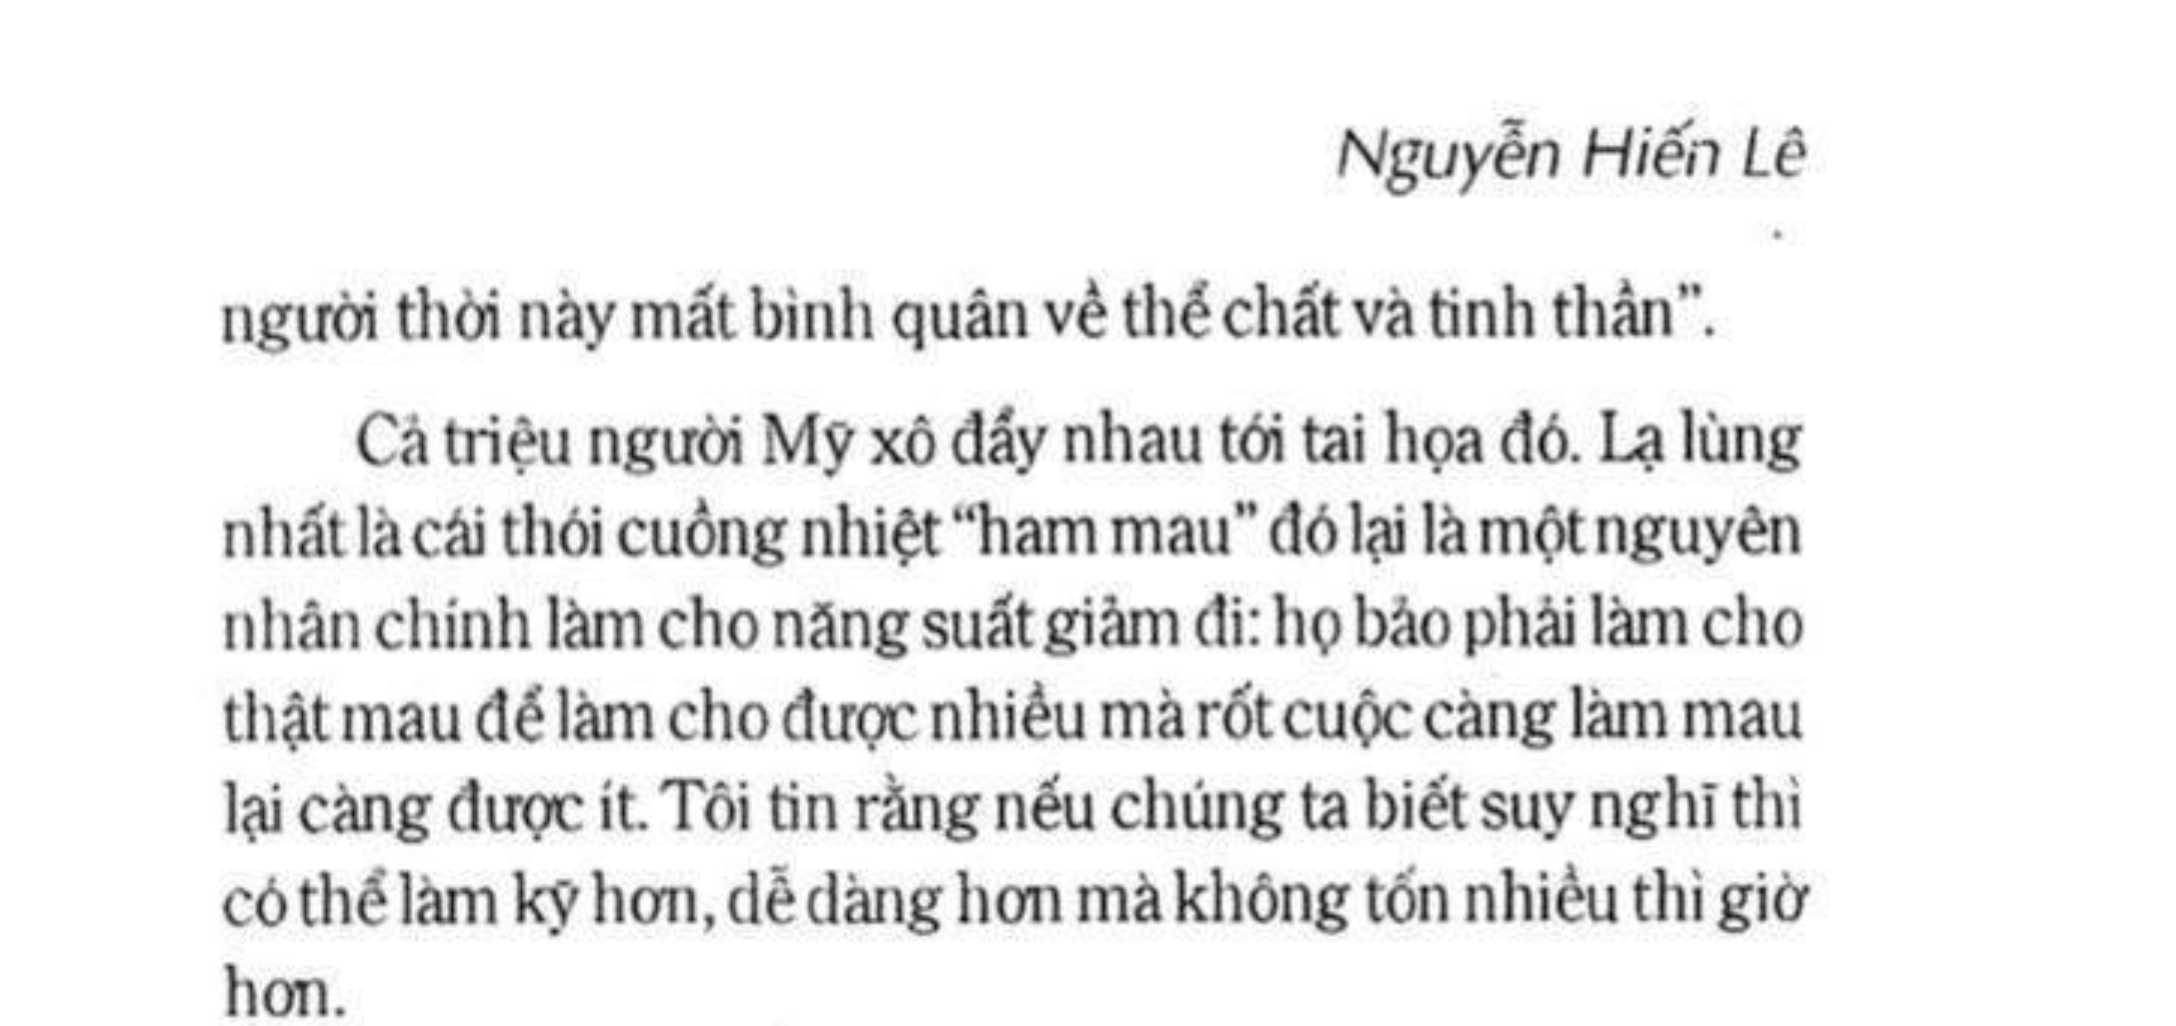 Nguyễn Hiến Lê
người thời này mất bình quân về thể chất và tinh thần”.
Cả triệu người Mỹ xô đẩy nhau tới tai họa đó. Lạ lùng
nhất là cái thói cuồng nhiệt “ham mau” đó lại là một nguyên
nhân chính làm cho năng suất giảm đi: họ bảo phải làm cho
thật mau để làm cho được nhiều mà rốt cuộc càng làm mau
lại càng được ít. Tôi tin rằng nếu chúng ta biết suy nghĩ thì
có thể làm kỹ hơn, dễ dàng hơn mà không tốn nhiều thì giờ
hơn.